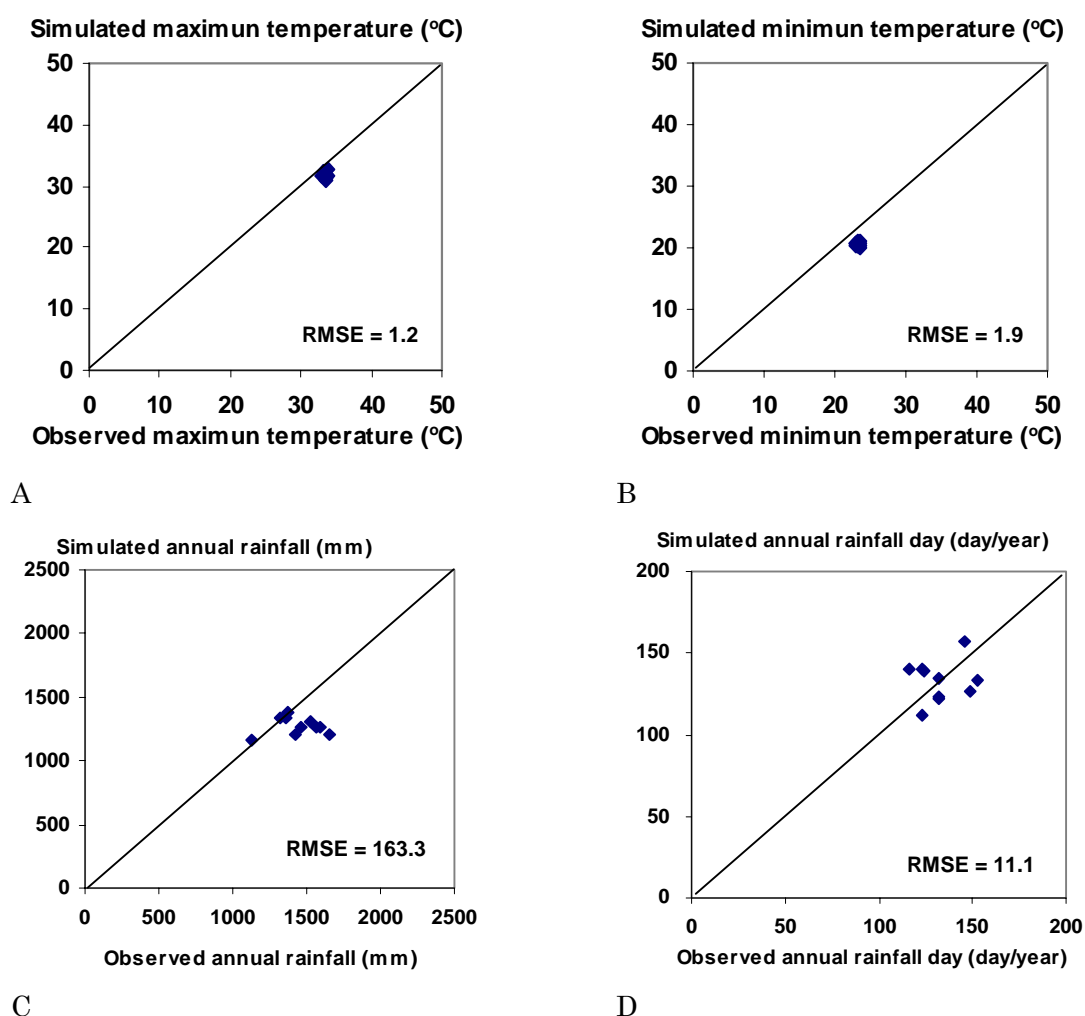 Simulated maximun temperature (ºC)
50
40
30
20
10
0
RMSE = 1.2
0 10 20 30 40 50
Observed maximun temperature (ºC)
A
Simulated minimun temperature (ºC)
50
40
30
20
10
0
RMSE = 1.9
0 10 20 30 40 50
Observed minimun temperature (ºC)
B
Simulated annual rainfall (mm)
2500
2000
1500
1000
500
0
RMSE = 163.3
0 500 1000 1500 2000 2500
Observed annual rainfall (mm)
C
Simulated annual rainfall day (day/year)
200
150
100
50
0
RMSE = 11.1
0 50 100 150 200
Observed annual rainfall day (day/year)
D